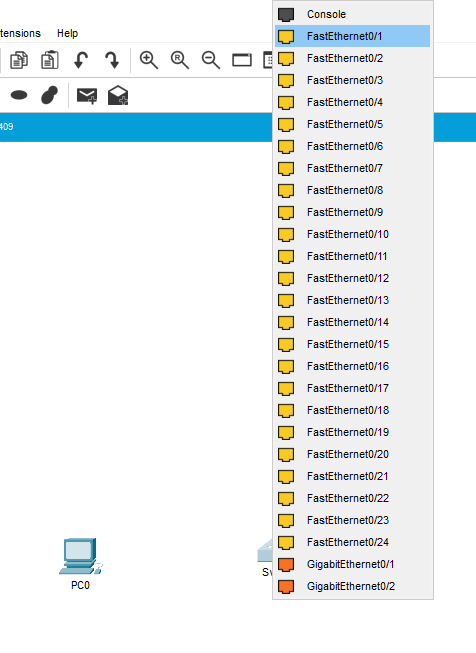 tensions Help
409
Console
FastEthernet0/1
FastEthernet0/2
FastEthernet0/3
FastEthernet0/4
FastEthernet0/5
FastEthernet0/6
FastEthernet0/7
FastEthernet0/8
FastEthernet0/9
FastEthernet0/10
FastEthernet0/11
FastEthernet0/12
FastEthernet0/13
FastEthernet0/14
FastEthernet0/15
FastEthernet0/16
FastEthernet0/17
FastEthernet0/18
FastEthernet0/19
FastEthernet0/20
FastEthernet0/21
FastEthernet0/22
FastEthernet0/23
FastEthernet0/24
GigabitEthernet0/1
GigabitEthernet0/2
PC0
Sv